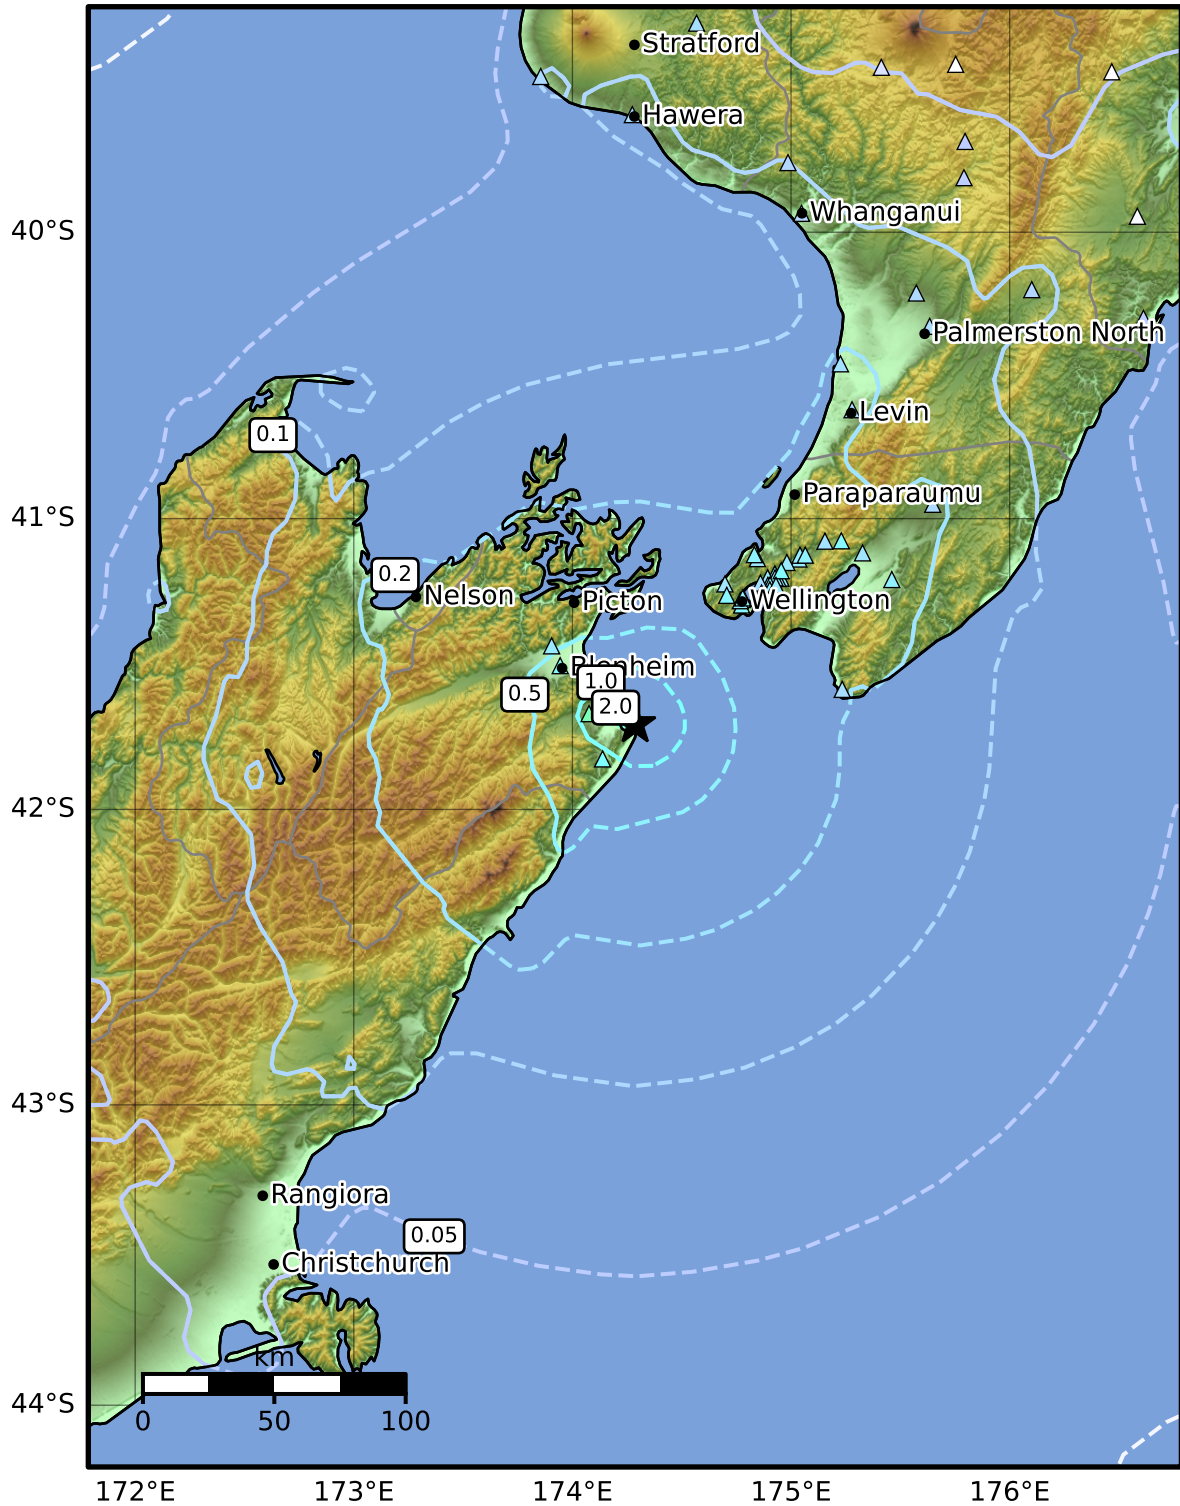 Stratford
Hawera
Whanganui
40°S
Palmerston North
Levin
0.1
Paraparaumu
41°S
0.2
Nelson
Picton
Wellington
Blenheim
1.0
0.5
2.0
42°S
43°S
Rangiora
0.05
Christchurch
km
44°S
0 50 100
172°E 173°E 174°E 175°E 176°E